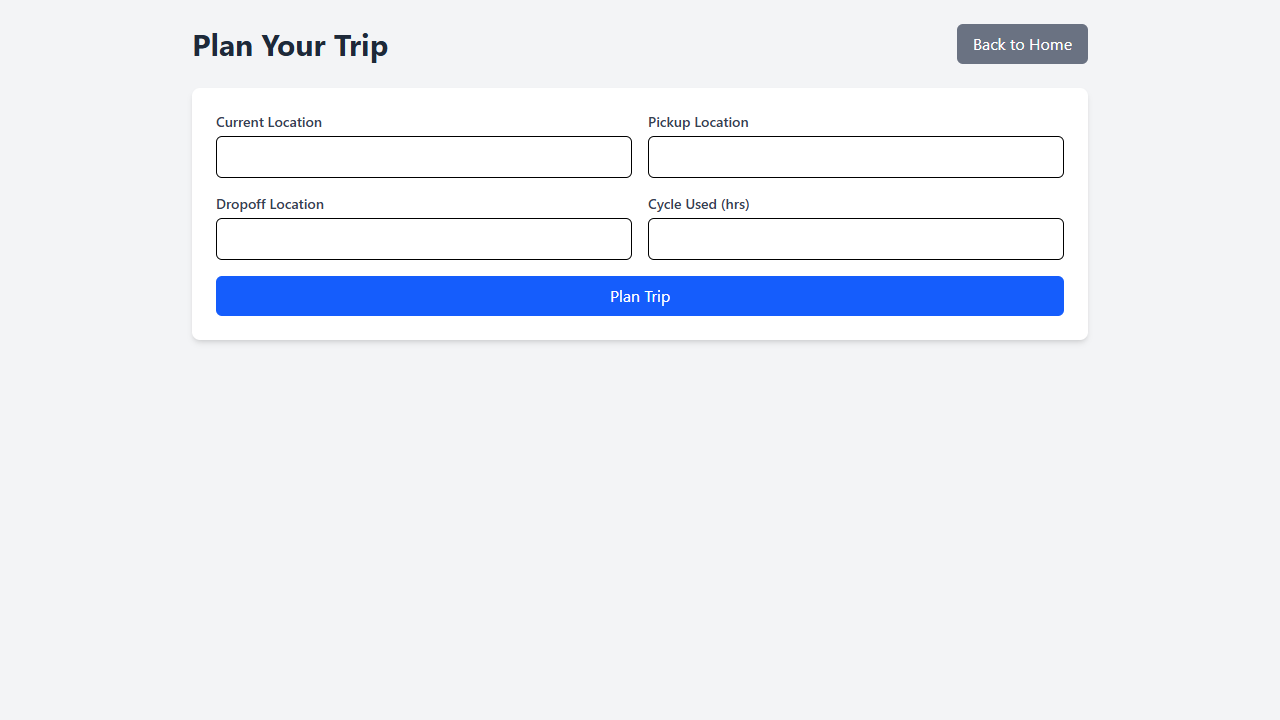 Plan Your Trip
Back to Home
Current Location
Pickup Location
Dropoff Location
Cycle Used (hrs)
Plan Trip